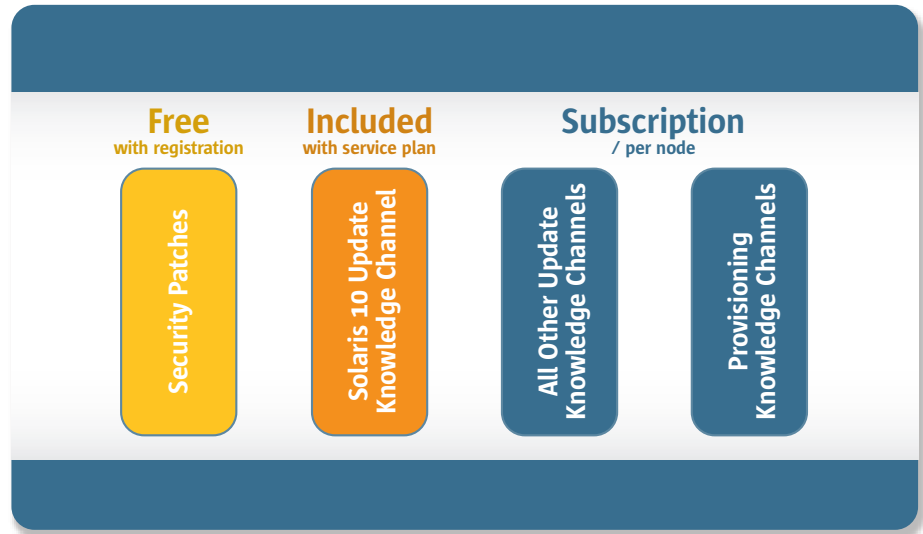 Free
with registration
Included
with service plan
Subscription
/ per node
Security Patches
Solaris 10 Update
Knowledge Channel
All Other Update
Knowledge Channels
Provisioning
Knowledge Channels